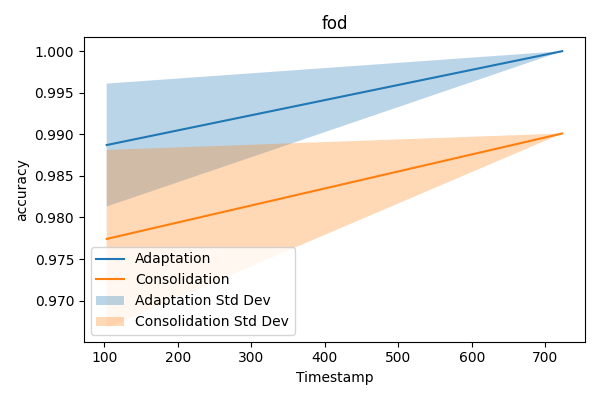 fod
1.000
0.995
0.990
0.985
0.980
0.975
0.970
accuracy
Adaptation
Consolidation
Adaptation Std Dev
Consolidation Std Dev
100 200 300 400 500 600 700
Timestamp